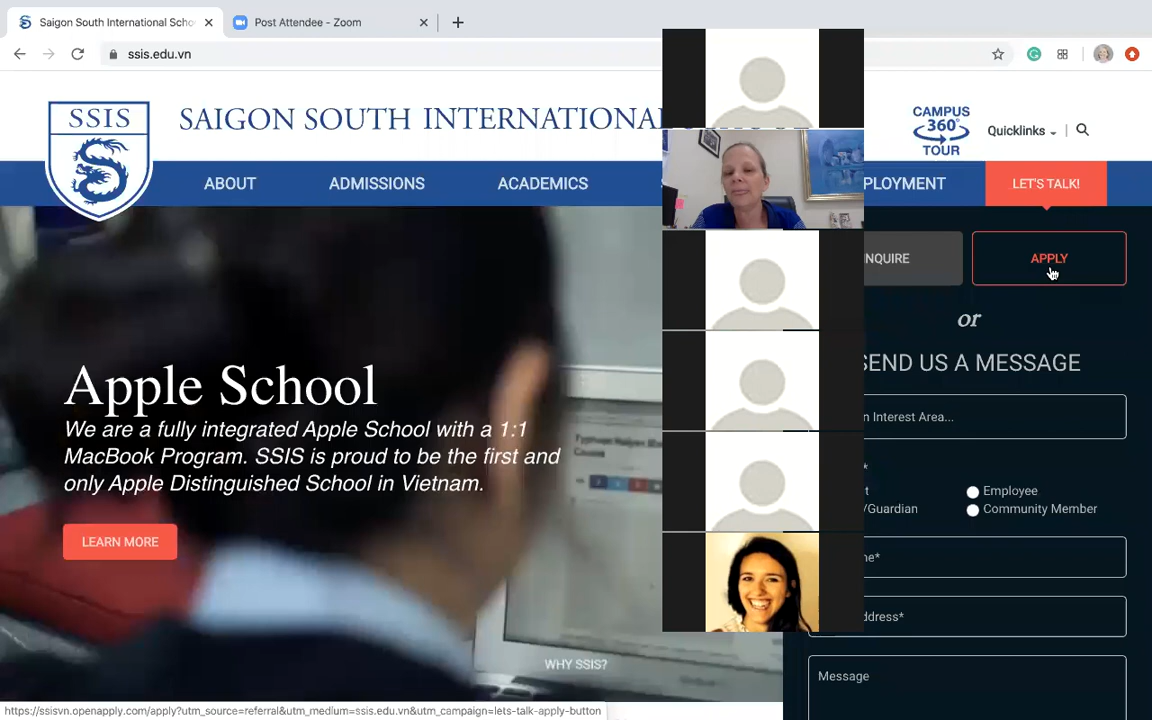 Saigon South International Scho
Post Attendee - Zoom
ssis.edu.vn
SSIS
SAIGON SOUTH INTERNATIONAL
CAMPUS
360°
TOUR
Quicklinks
ABOUT
ADMISSIONS
ACADEMICS
PLOYMENT
LET'S TALK!
NQUIRE
APPLY
or
SEND US A MESSAGE
n Interest Area...
Employee
/Guardian
Community Member
Message
Apple School
We are a fully integrated Apple School with a 1:1
MacBook Program. SSIS is proud to be the first and
only Apple Distinguished School in Vietnam.
LEARN MORE
WHY SSIS?
https://ssisvn.openapply.com/apply?utm_source=referral&utm_medium=ssis.edu.vn&utm_campaign=lets-talk-apply-button